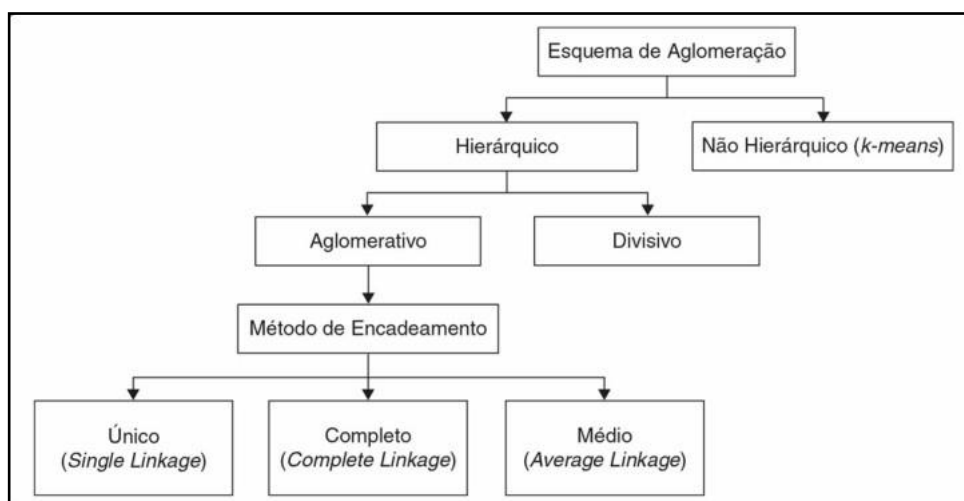 Esquema de Aglomeração
Hierárquico
Não Hierárquico (k-means)
Aglomerativo
Divisivo
Método de Encadeamento
Único
(Single Linkage)
Completo
(Complete Linkage)
Médio
(Average Linkage)